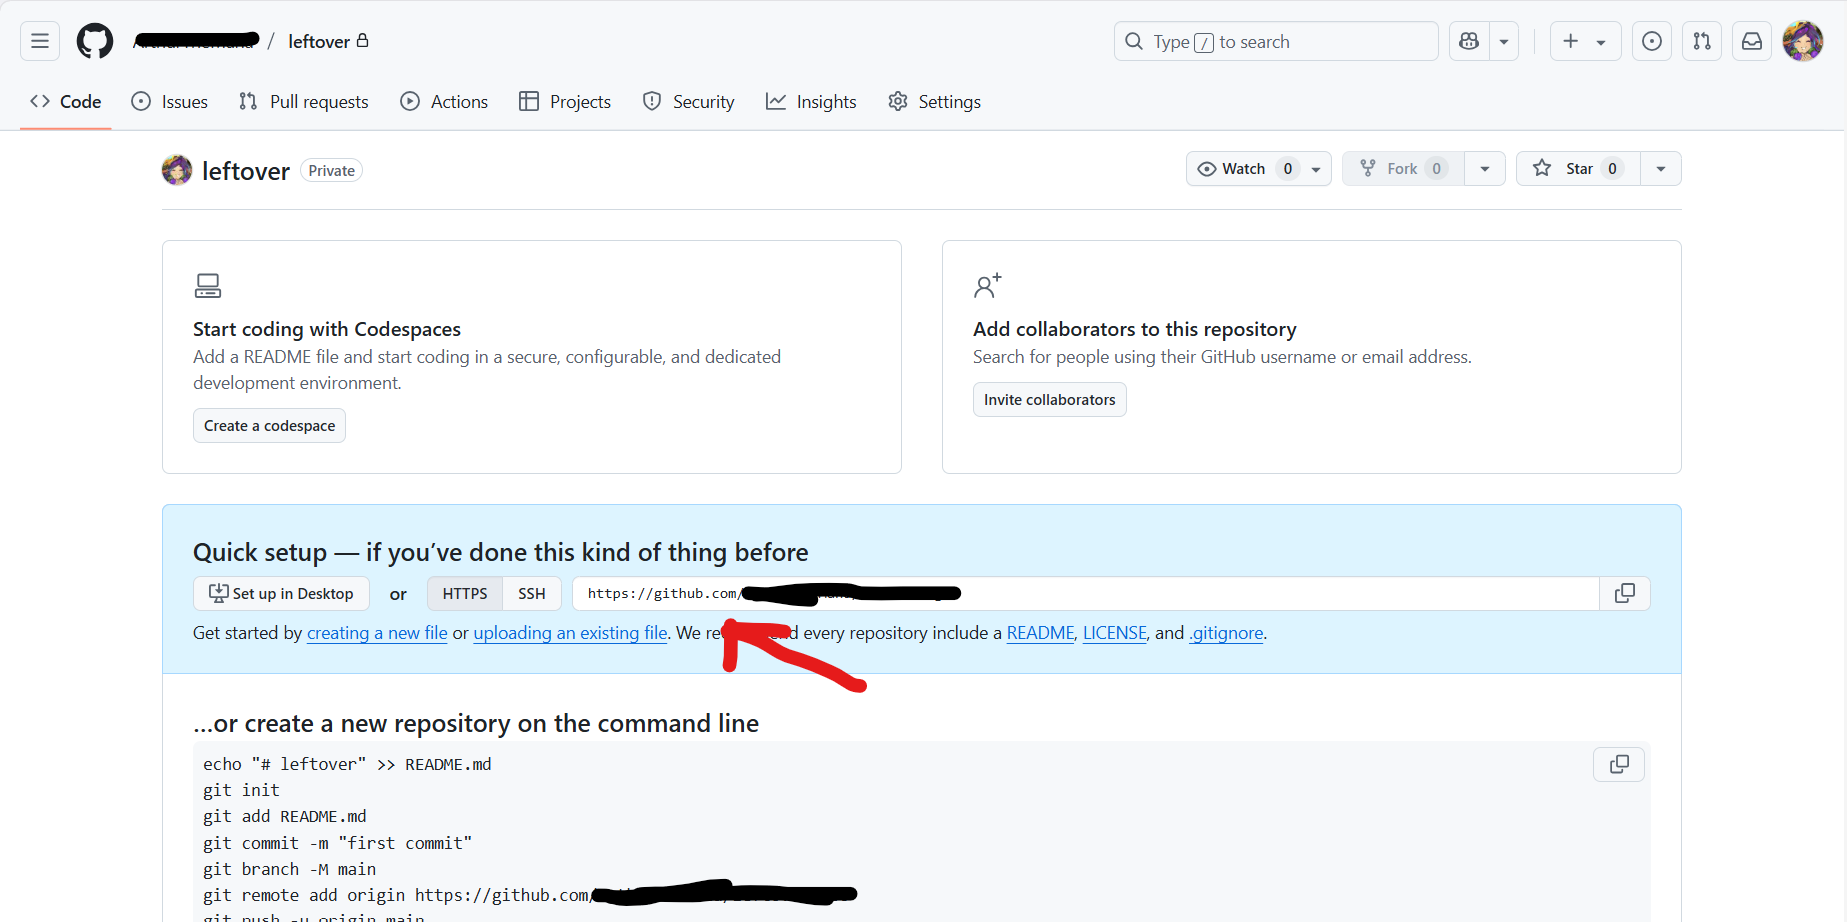 / leftover
Type / to search
Code Issues Pull requests Actions Projects Security Insights Settings
leftover Private
Watch 0 Fork 0 Star 0
Start coding with Codespaces
Add a README file and start coding in a secure, configurable, and dedicated
development environment.
Create a codespace
Add collaborators to this repository
Search for people using their GitHub username or email address.
Invite collaborators
Quick setup — if you’ve done this kind of thing before
Set up in Desktop or HTTPS SSH https://github.com/
Get started by creating a new file or uploading an existing file. We every repository include a README, LICENSE, and .gitignore.
…or create a new repository on the command line
echo "# leftover" >> README.md
git init
git add README.md
git commit -m "first commit"
git branch -M main
git remote add origin https://github.com/
git push -u origin main